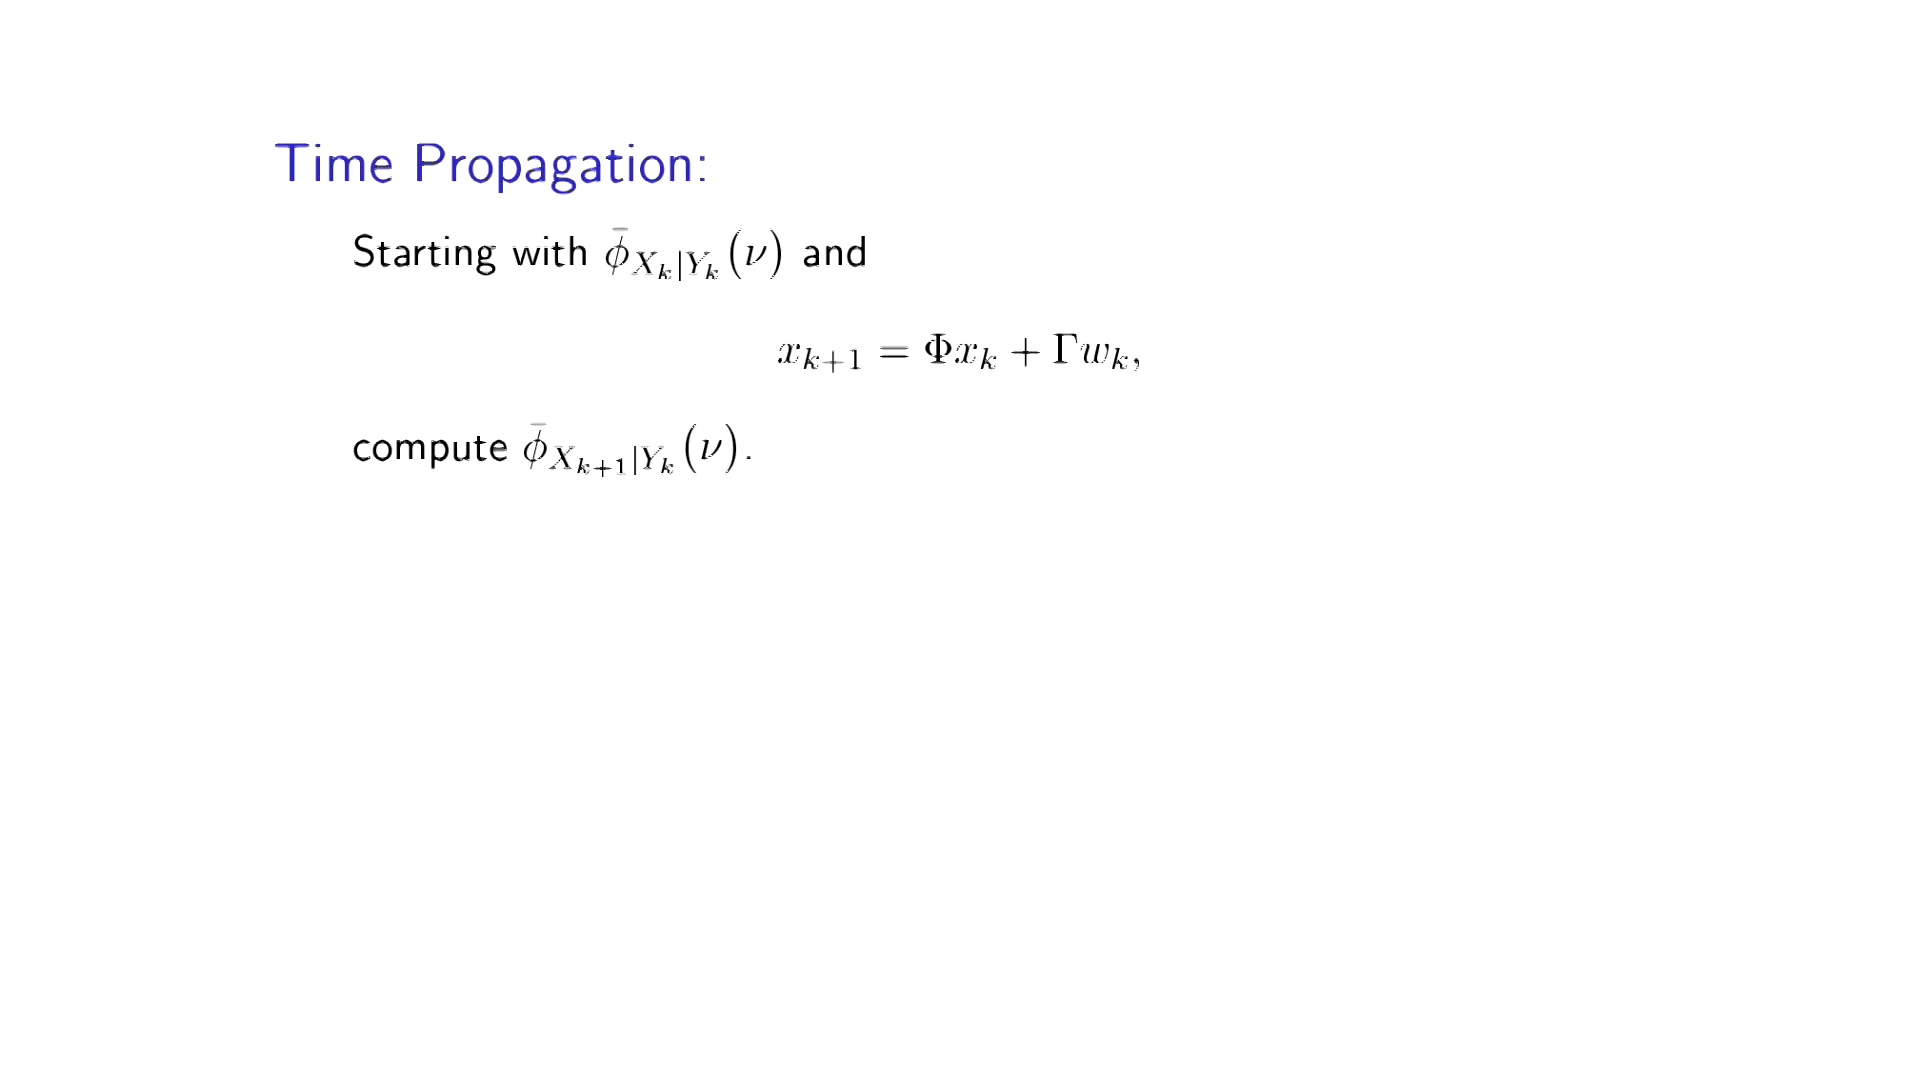 Time Propagation:
Starting with $\bar{\phi}_{X_k|Y_k}(\nu)$ and
$x_{k+1} = \Phi x_k + \Gamma w_k,$
compute $\bar{\phi}_{X_{k+1}|Y_k}(\nu).$